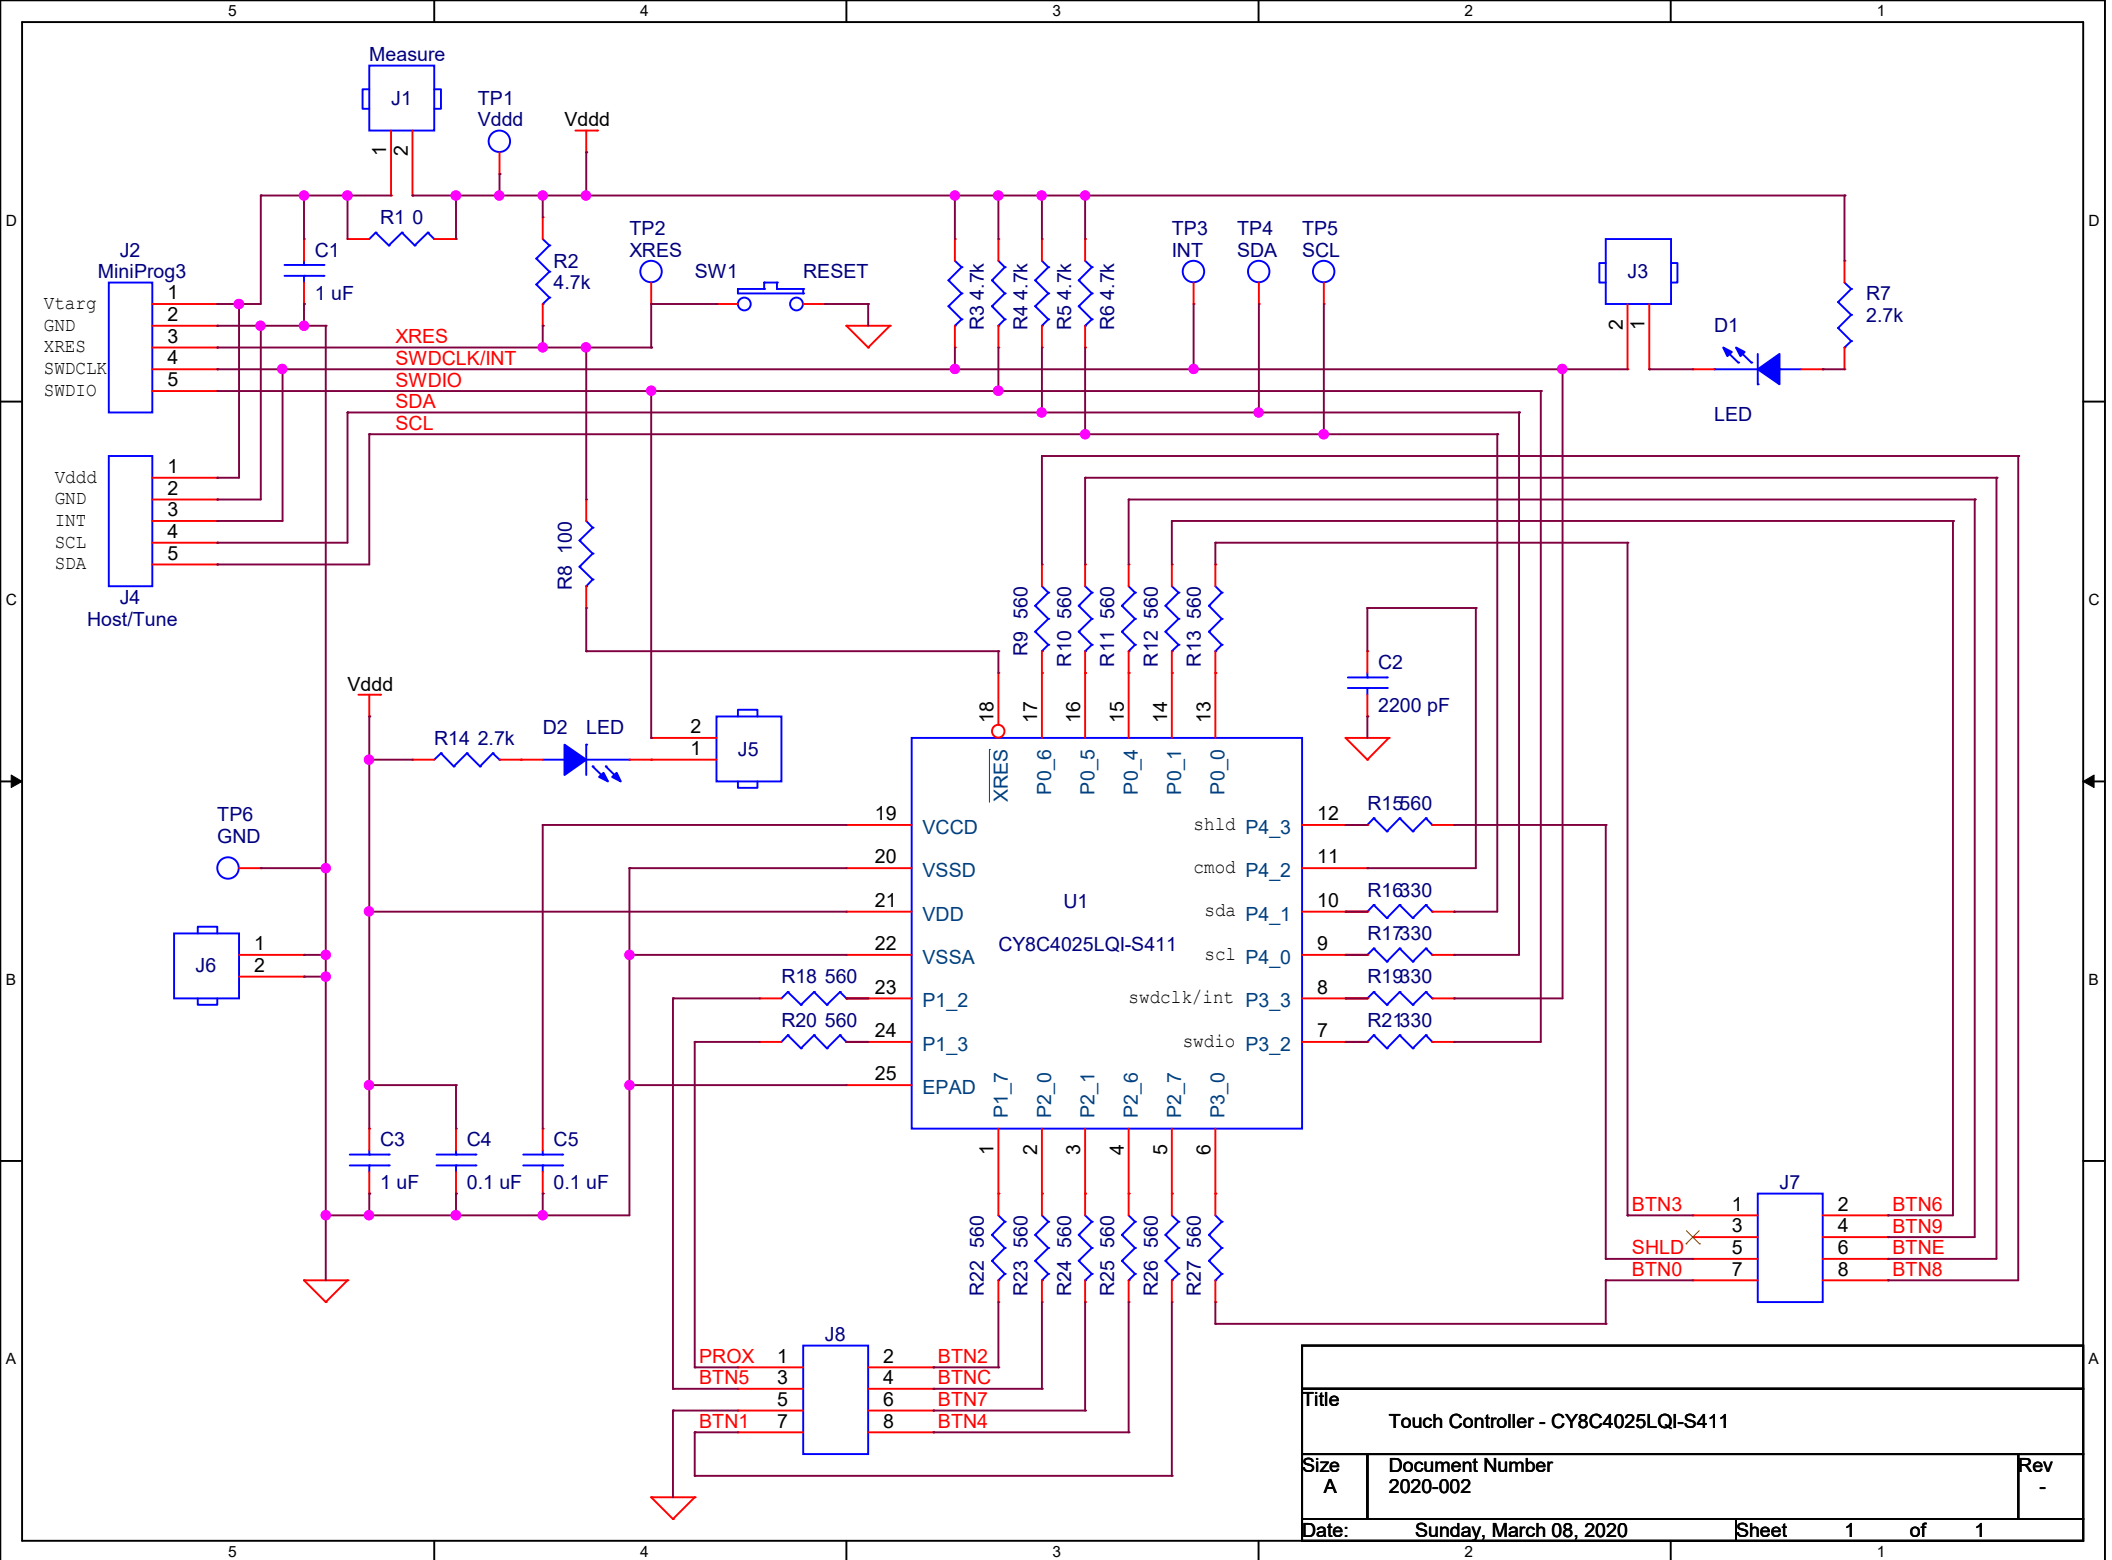 5 4 3 2 1
Measure
J1
1 2
TP1
Vddd
Vddd
D D
R1 0
C1
1 uF
J2
MiniProg3
Vtarg 1
GND 2
XRES 3
SWDCLK 4
SWDIO 5
R2
4.7k
TP2
XRES
SW1 RESET
R3 4.7k
R4 4.7k
R5 4.7k
R6 4.7k
TP3
INT
TP4
SDA
TP5
SCL
J3
2 1
D1
LED
R7
2.7k
XRES
SWDCLK/INT
SWDIO
SDA
SCL
Vddd 1
GND 2
INT 3
SCL 4
SDA 5
J4
Host/Tune
C C
R8 100
R9 560
R10 560
R11 560
R12 560
R13 560
C2
2200 pF
Vddd
R14 2.7k
D2 LED
2
1
J5
18 17 16 15 14 13
XRES P0_6 P0_5 P0_4 P0_1 P0_0
TP6
GND
19 VCCD
20 VSSD
21 VDD
22 VSSA
23 P1_2
24 P1_3
25 EPAD
U1
CY8C4025LQI-S411
shld P4_3 12 R15 560
cmod P4_2 11
sda P4_1 10 R16 330
scl P4_0 9 R17 330
swdclk/int P3_3 8 R19 330
swdio P3_2 7 R21 330
B B
J6
1
2
R18 560
R20 560
P1_7 P2_0 P2_1 P2_6 P2_7 P3_0
1 2 3 4 5 6
C3
1 uF
C4
0.1 uF
C5
0.1 uF
R22 560
R23 560
R24 560
R25 560
R26 560
R27 560
J7
BTN3 1 2 BTN6
3 4 BTN9
SHLD 5 6 BTNE
BTN0 7 8 BTN8
J8
PROX 1 2 BTN2
BTN5 3 4 BTNC
5 6 BTN7
BTN1 7 8 BTN4
A A
Title
Touch Controller - CY8C4025LQI-S411
Size Document Number Rev
A 2020-002 -
Date: Sunday, March 08, 2020 Sheet 1 of 1
5 4 3 2 1